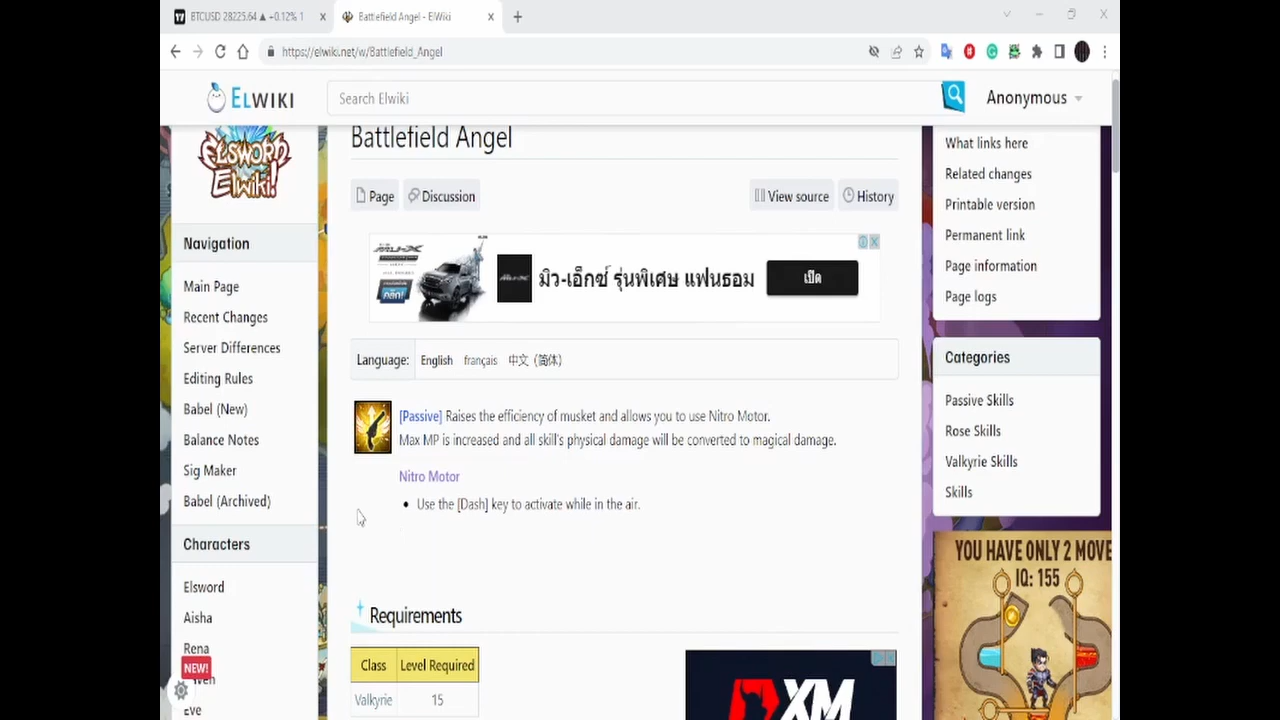 BTCUSD 28225.64 ▲ +0.12% 1
Battlefield Angel - ElWiki
https://elwiki.net/w/Battlefield_Angel
ELWIKI
Search Elwiki
Anonymous
ELSWORD
Elwiki!
Battlefield Angel
Page
Discussion
View source
History
MU-X
คลิก!
มิว-เอ็กซ์ รุ่นพิเศษ แฟนธอม
เปิด
Language:
English
français
中文 (简体)
[Passive] Raises the efficiency of musket and allows you to use Nitro Motor.
Max MP is increased and all skill's physical damage will be converted to magical damage.
Nitro Motor
Use the [Dash] key to activate while in the air.
Requirements
Class
Level Required
Valkyrie
15
XM
Navigation
Main Page
Recent Changes
Server Differences
Editing Rules
Babel (New)
Balance Notes
Sig Maker
Babel (Archived)
Characters
Elsword
Aisha
Rena
NEW!
Eve
What links here
Related changes
Printable version
Permanent link
Page information
Page logs
Categories
Passive Skills
Rose Skills
Valkyrie Skills
Skills
YOU HAVE ONLY 2 MOVE
IQ: 155